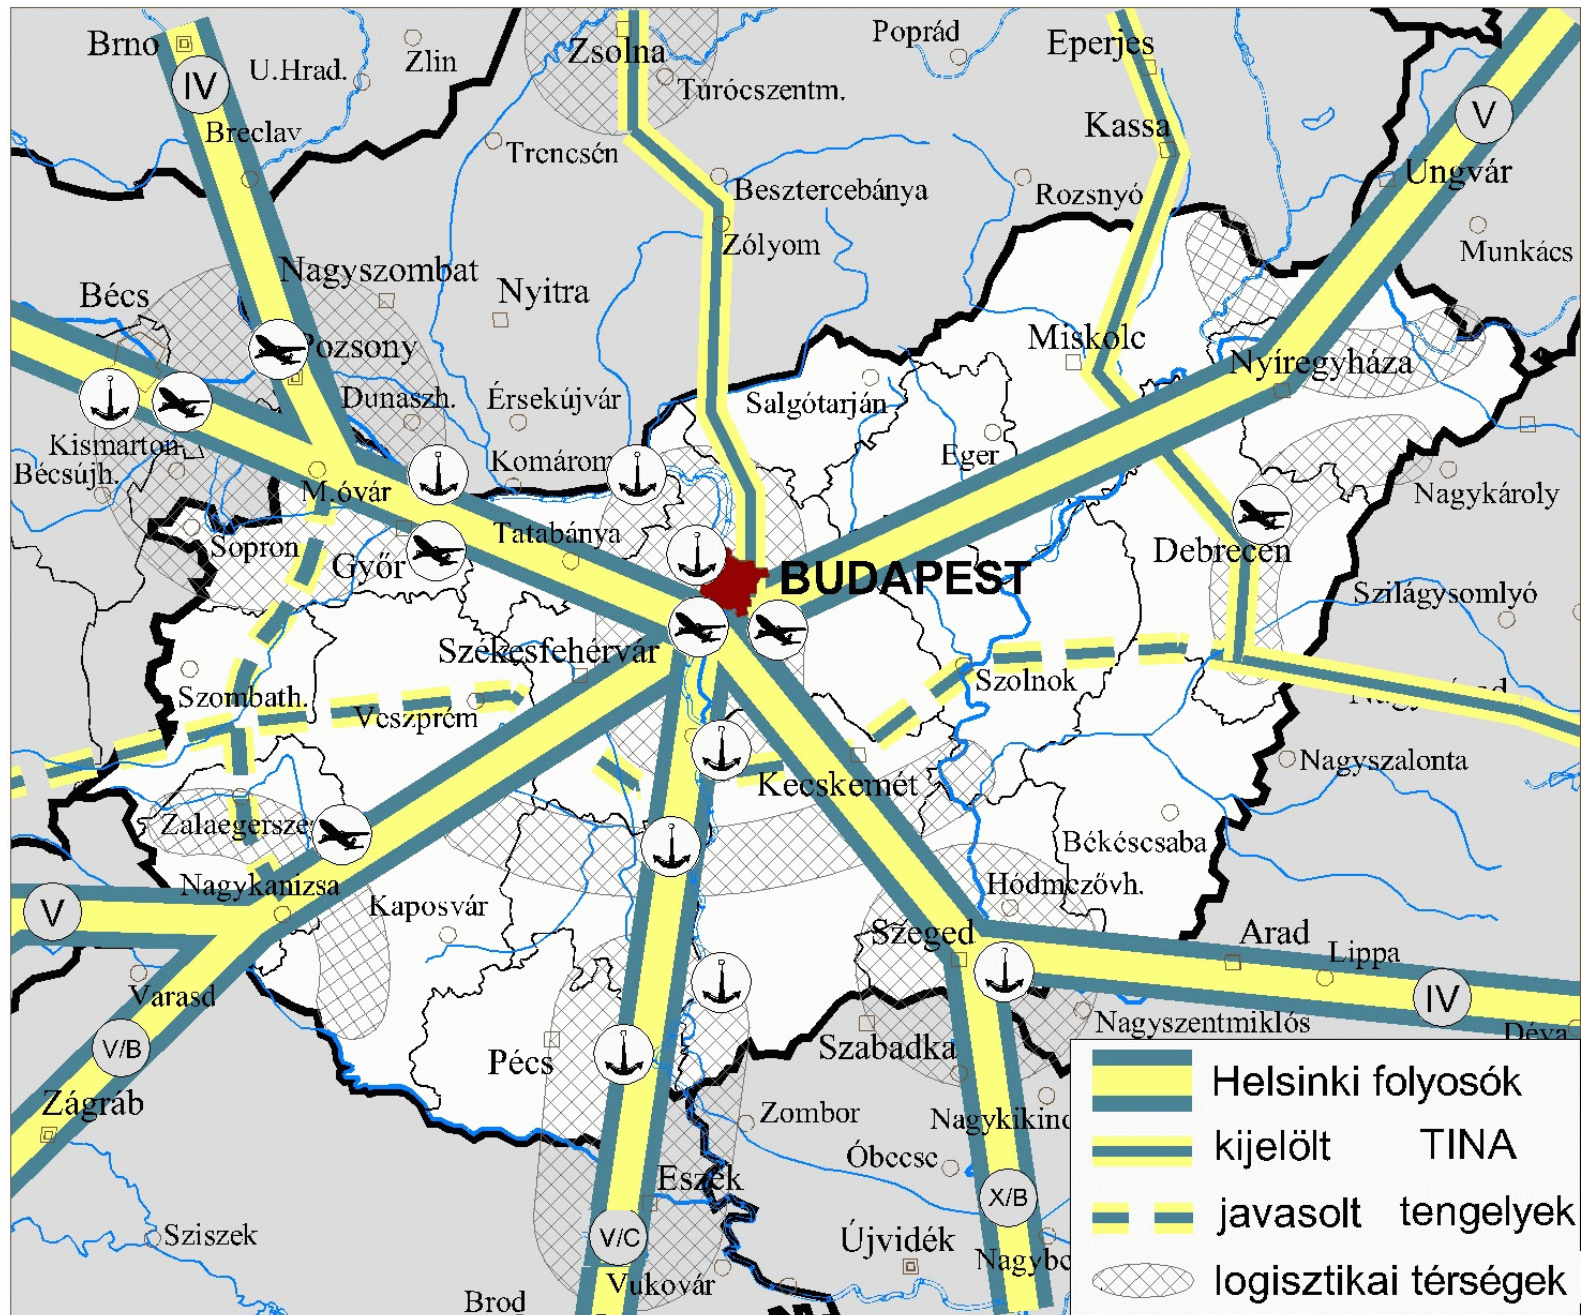 Brno
Zlin
U.Hrad.
Zsolna
Poprád
Eperjes
IV
Túrócszentm.
V
Breclav
Kassa
Trencsén
Ungvár
Besztercebánya
Rozsnyó
Zólyom
Munkács
Nagyszombat
Bécs
Nyitra
Pozsony
Miskolc
Nyíregyháza
Dunaszh.
Érsekújvár
Salgótarján
Kismarton
Bécsújh.
Komárom
Eger
M.óvár
Nagykároly
Tatabánya
Sopron
Győr
Debrecen
BUDAPEST
Szilágysomlyó
Székesfehérvár
Szolnok
Szombath.
Veszprém
Nagyszalonta
Kecskemét
Zalaegersze
Békéscsaba
Nagykanizsa
Hódmezővh.
V
Kaposvár
Szeged
Arad
Lippa
Varasd
IV
Nagyszentmiklós
Déva
V/B
Pécs
Szabadka
Zágráb
Zombor
Nagykikind
Óbecse
Eszék
X/B
Sziszek
V/C
Újvidék
Nagybe
Vukovár
Brod
Helsinki folyosók
kijelölt TINA
javasolt tengelyek
logisztikai térségek